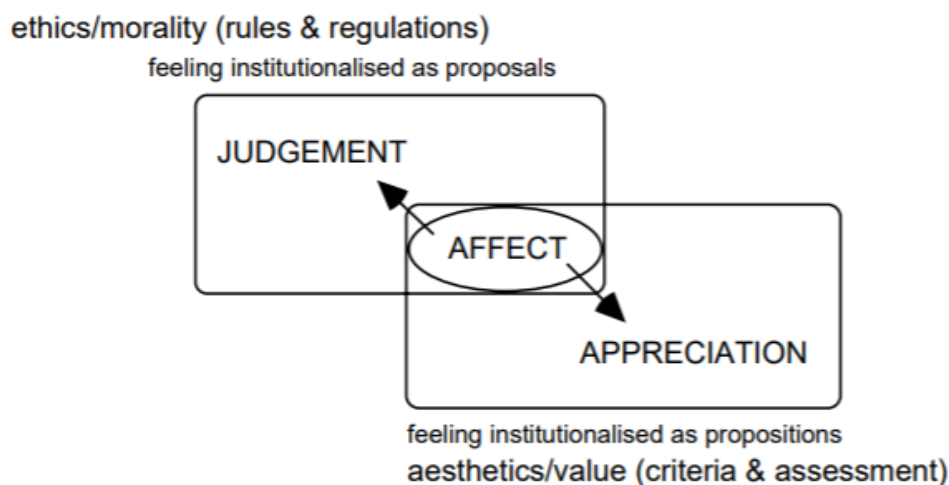 ethics/morality (rules & regulations)
feeling institutionalised as proposals
JUDGEMENT
AFFECT
APPRECIATION
feeling institutionalised as propositions
aesthetics/value (criteria & assessment)